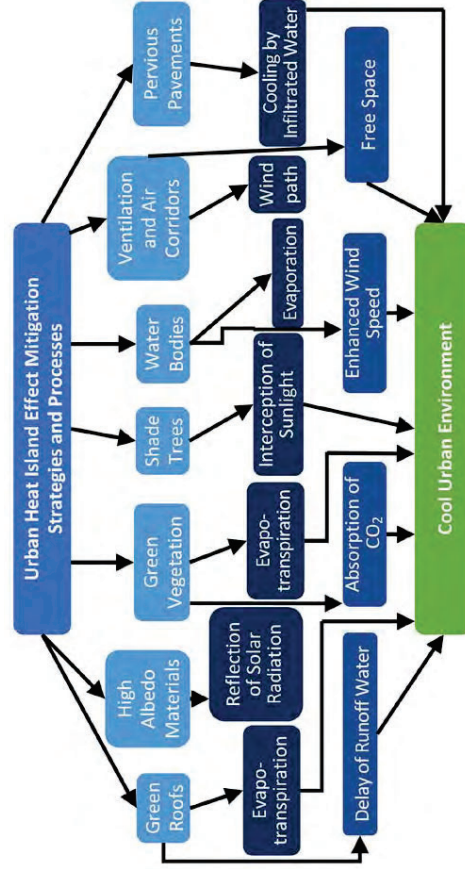 Urban Heat Island Effect Mitigation
Strategies and Processes
Green
Roofs
High
Albedo
Materials
Green
Vegetation
Shade
Trees
Water
Bodies
Ventilation
and Air
Corridors
Pervious
Pavements
Evapo-
transpiration
Reflection
of Solar
Radiation
Evapo-
transpiration
Interception of
Sunlight
Evaporation
Wind
path
Cooling by
Infiltrated Water
Delay of Runoff Water
Absorption of
CO₂
Enhanced Wind
Speed
Free Space
Cool Urban Environment